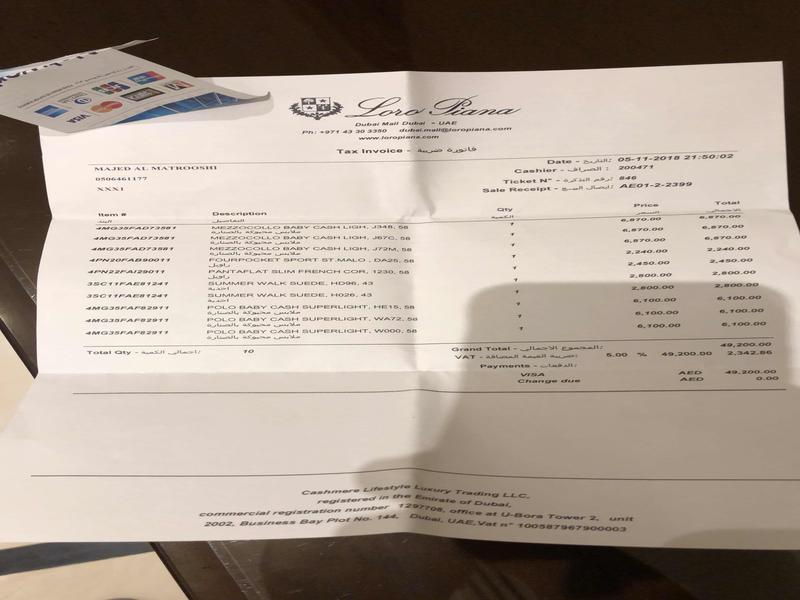 VISA
Loro Piana
Dubai Mall Dubai - UAE
Ph: +971 43 30 3350 dubai.mall@loropiana.com
www.loropiana.com
Tax Invoice - فاتورة ضريبة
MAJED AL MATROOSHI
0506461177
XXX1
Date - التاريخ: 05-11-2018 21:50:02
Cashier - الصراف : 200471
Ticket N° - رقم التذكرة: 846
Sale Receipt - إيصال البيع: AE01-2-2399
Item # Description Qty Price Total
البند التفاصيل الكمية السعر الإجمالي
4MG35FAD73581 MEZZOCOLLO BABY CASH LIGH, J348, 58 1 6,870.00 6,870.00
ملابس محبوكة بالصنارة
4MG35FAD73581 MEZZOCOLLO BABY CASH LIGH, J67C, 58 1 6,870.00 6,870.00
ملابس محبوكة بالصنارة
4MG35FAD73581 MEZZOCOLLO BABY CASH LIGH, J72M, 58 1 6,870.00 6,870.00
ملابس محبوكة بالصنارة
4PN20FAB90011 FOURPOCKET SPORT ST.MALO , DA25, 58 1 2,240.00 2,240.00
4PN22FAI29011 PANTAFLAT SLIM FRENCH COR, 1230, 58 1 2,450.00 2,450.00
3SC11FAE81241 SUMMER WALK SUEDE, HD96, 43 1 2,800.00 2,800.00
أحذية
3SC11FAE81241 SUMMER WALK SUEDE, H026, 43 1 2,800.00 2,800.00
أحذية
4MG35FAF82911 POLO BABY CASH SUPERLIGHT, HE15, 58 1 6,100.00 6,100.00
ملابس محبوكة بالصنارة
4MG35FAF82911 POLO BABY CASH SUPERLIGHT, WA72, 58 1 6,100.00 6,100.00
ملابس محبوكة بالصنارة
4MG35FAF82911 POLO BABY CASH SUPERLIGHT, W000, 58 1 6,100.00 6,100.00
ملابس محبوكة بالصنارة
Total Qty - إجمالي الكمية: 10
Grand Total - المجموع الإجمالي: 49,200.00
VAT - ضريبة القيمة المضافة: 5.00 % 49,200.00 2,342.86
Payments - الدفعات:
VISA AED 49,200.00
Change due AED 0.00
Cashmere Lifestyle Luxury Trading LLC,
registered in the Emirate of Dubai,
commercial registration number 1297708, office at U-Bora Tower 2, unit
2002, Business Bay Plot No. 144, Dubai, UAE,Vat n° 100587967900003